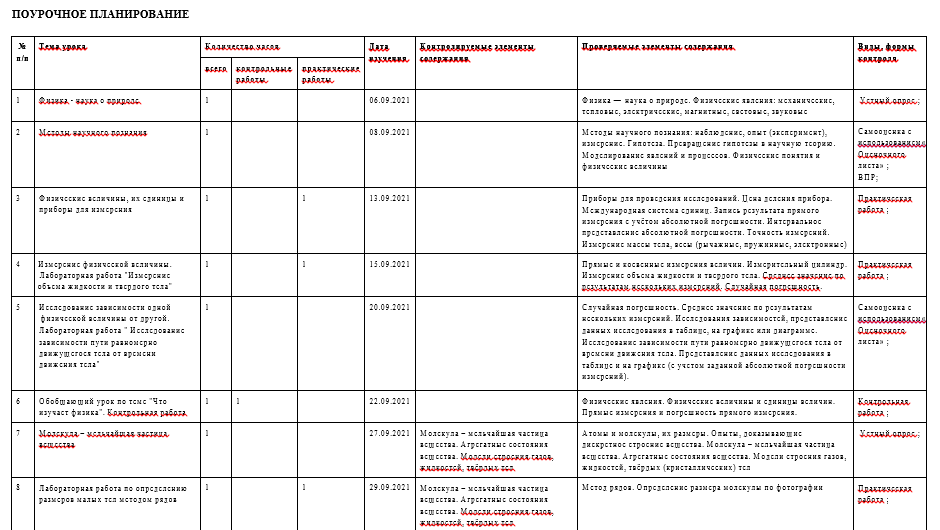 ПОУРОЧНОЕ ПЛАНИРОВАНИЕ
№ п/п
Тема урока
Количество часов
всего
контрольные работы
практические работы
Дата изучения
Контролируемые элементы содержания
Проверяемые элементы содержания
Виды, формы контроля
1
Физика - наука о природе.
1
06.09.2021
Физика — наука о природе. Физические явления: механические,
тепловые, электрические, магнитные, световые, звуковые
Устный опрос ;
2
Методы научного познания
1
08.09.2021
Методы научного познания: наблюдение, опыт (эксперимент),
измерение. Гипотеза. Превращение гипотезы в научную теорию.
Моделирование явлений и процессов. Физические понятия и
физические величины
Самооценка с
использованием
Оценочного
листа» ;
ВПР;
3
Физические величины, их единицы и
приборы для измерения
1
1
13.09.2021
Приборы для проведения исследований. Цена деления прибора.
Международная система единиц. Запись результата прямого
измерения с учётом абсолютной погрешности. Интервальное
представление абсолютной погрешности. Точность измерений.
Измерение массы тела, весы (рычажные, пружинные, электронные)
Практическая
работа ;
4
Измерение физической величины.
Лабораторная работа "Измерение
объема жидкости и твердого тела"
1
1
15.09.2021
Прямые и косвенные измерения величин. Измерительный цилиндр.
Измерение объема жидкости и твердого тела. Среднее значение по
результатам нескольких измерений. Случайная погрешность.
Практическая
работа ;
5
Исследование зависимости одной
физической величины от другой.
Лабораторная работа " Исследование
зависимости пути равномерно
движущегося тела от времени
движения тела"
1
20.09.2021
Случайная погрешность. Среднее значение по результатам
нескольких измерений. Исследования зависимостей, представление
данных исследования в таблице, на графике или диаграмме.
Исследование зависимости пути равномерно движущегося тела от
времени движения тела. Представление данных исследования в
таблице и на графике (с учетом заданной абсолютной погрешности
измерений).
Самооценка с
использованием
Оценочного
листа» ;
6
Обобщающий урок по теме "Что
изучает физика". Контрольная работа
1
1
22.09.2021
Физические явления. Физические величины и единицы величин.
Прямые измерения и погрешность прямого измерения.
Контрольная
работа ;
7
Молекула – мельчайшая частица
вещества
1
27.09.2021
Молекула – мельчайшая частица
вещества. Агрегатные состояния
вещества. Модели строения газов,
жидкостей, твёрдых тел.
Атомы и молекулы, их размеры. Опыты, доказывающие
дискретное строение вещества. Молекула – мельчайшая частица
вещества. Агрегатные состояния вещества. Модели строения газов,
жидкостей, твёрдых (кристаллических) тел
Устный опрос ;
8
Лабораторная работа по определению
размеров малых тел методом рядов
1
1
29.09.2021
Молекула – мельчайшая частица
вещества. Агрегатные состояния
вещества. Модели строения газов,
жидкостей, твёрдых тел.
Метод рядов. Определение размера молекулы по фотографии
Практическая
работа ;